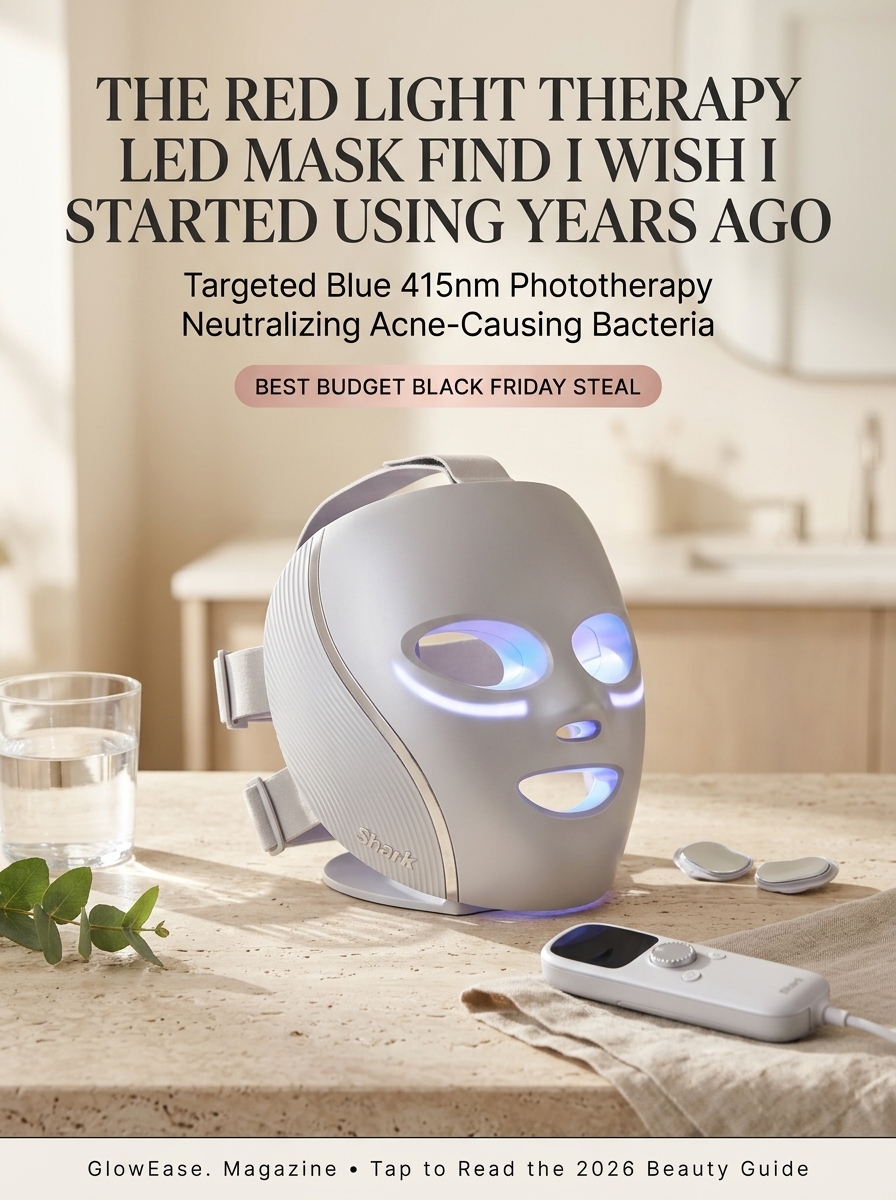 THE RED LIGHT THERAPY
LED MASK FIND I WISH I
STARTED USING YEARS AGO
Targeted Blue 415nm Phototherapy
Neutralizing Acne-Causing Bacteria
BEST BUDGET BLACK FRIDAY STEAL
Shark
Shark
GlowEase. Magazine • Tap to Read the 2026 Beauty Guide